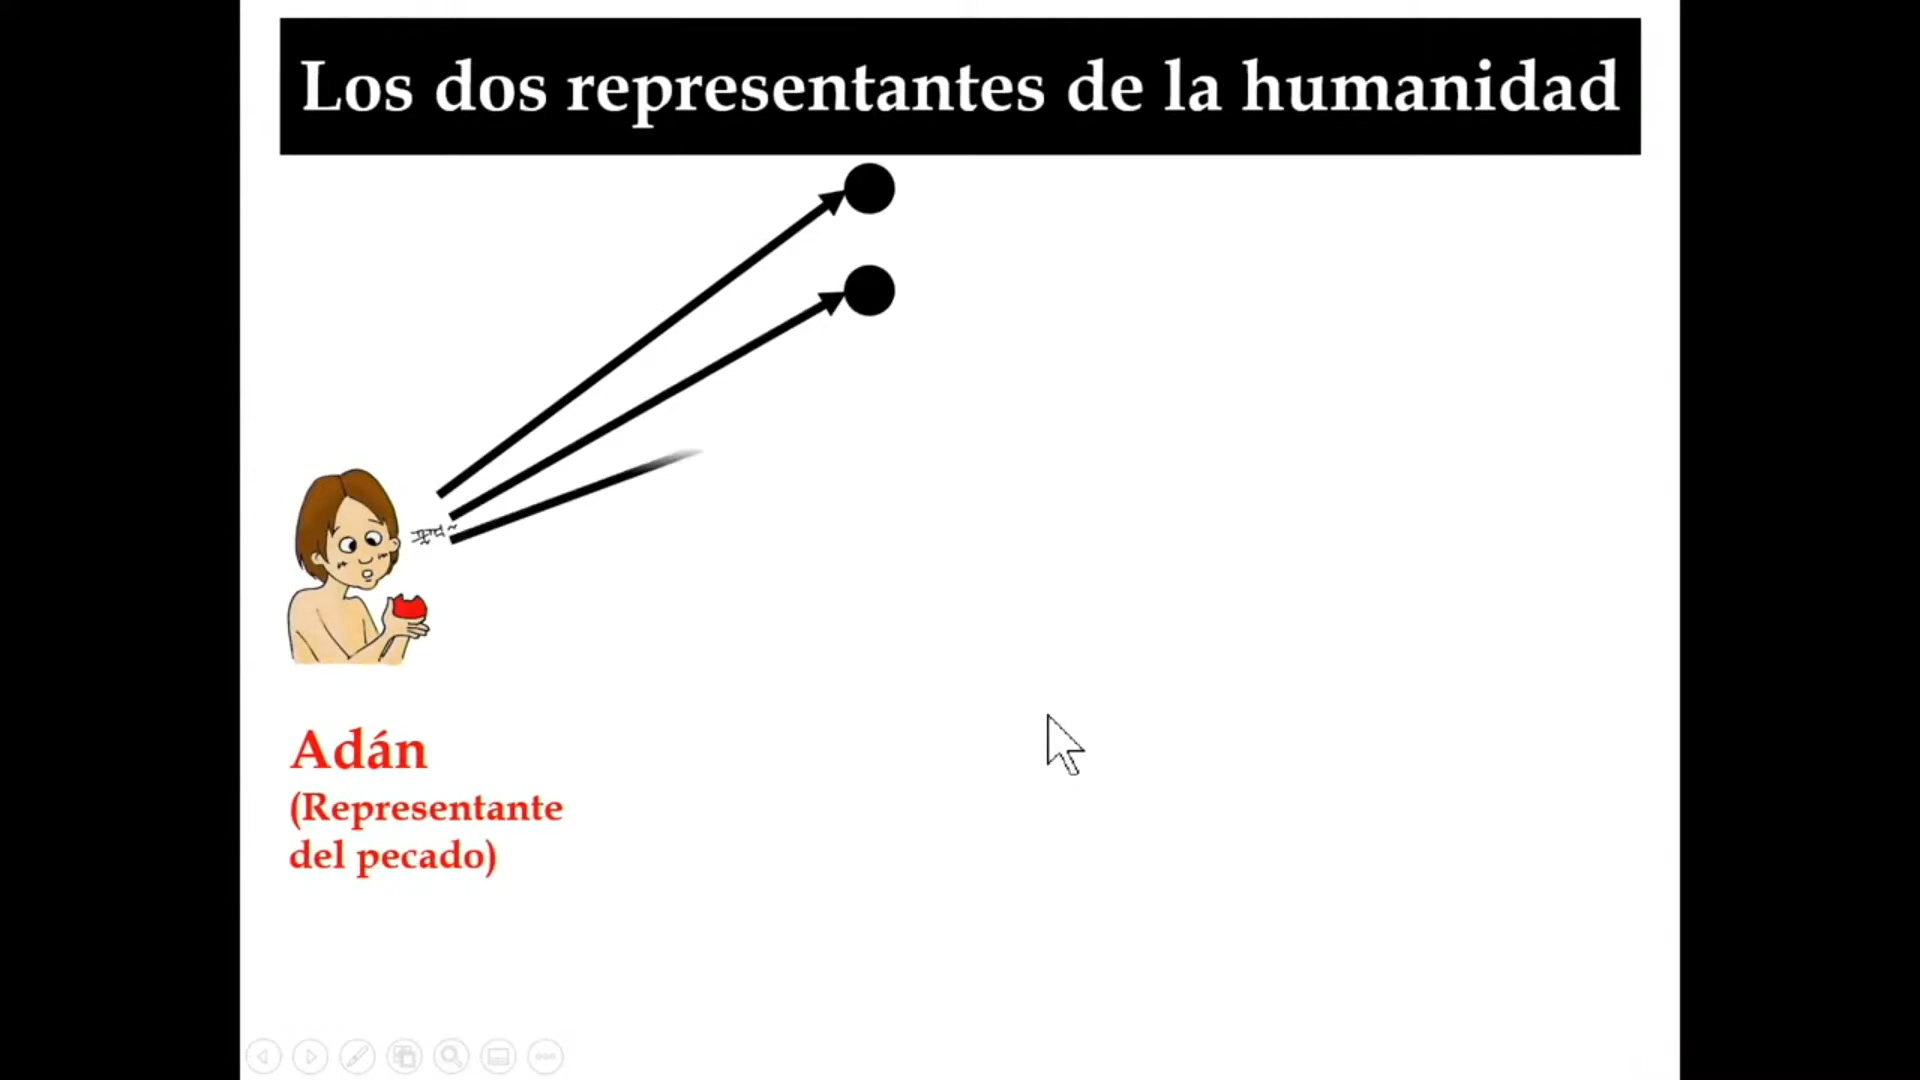 Los dos representantes de la humanidad
Adán
(Representante
del pecado)